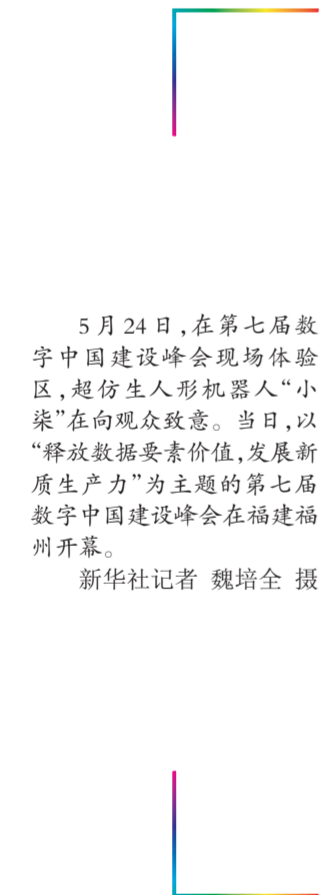 5月24日,在第七届数
字中国建设峰会现场体验
区,超仿生人形机器人“小
柒”在向观众致意。当日,以
“释放数据要素价值,发展新
质生产力”为主题的第七届
数字中国建设峰会在福建福
州开幕。
新华社记者 魏培全 摄